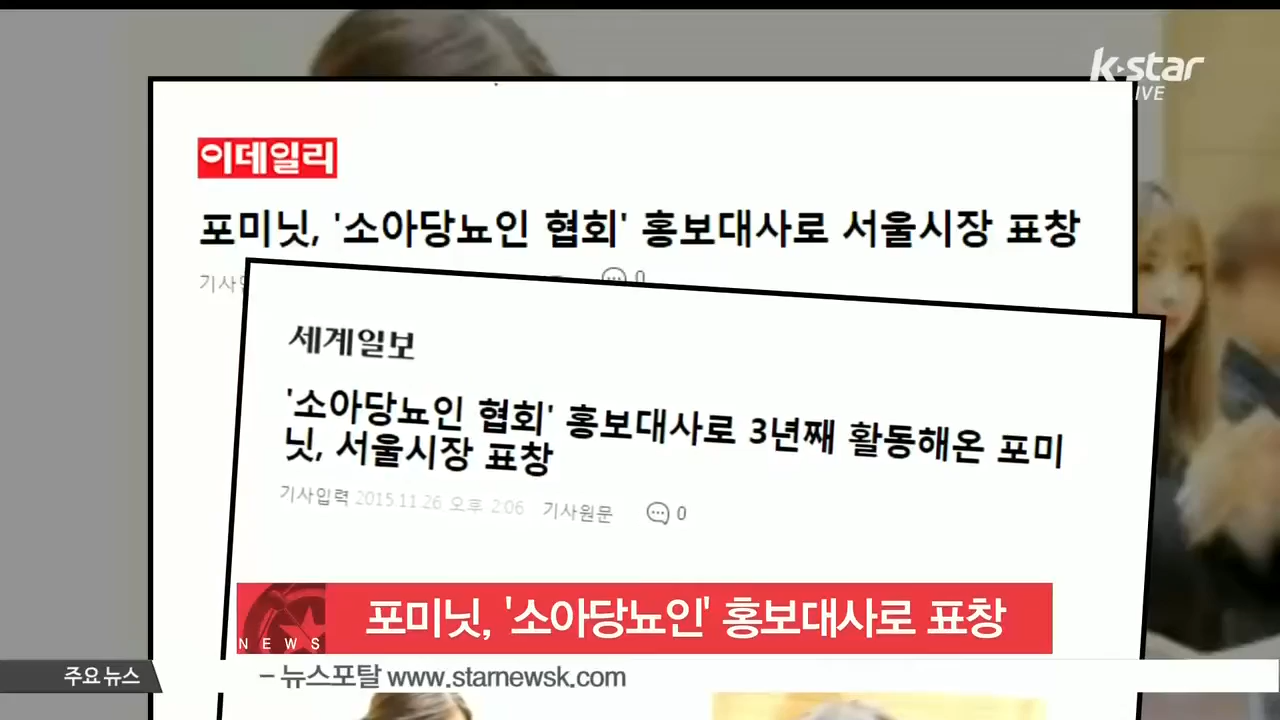 k·star
LIVE
이데일리
포미닛, '소아당뇨인 협회' 홍보대사로 서울시장 표창
기사입
0
세계일보
'소아당뇨인 협회' 홍보대사로 3년째 활동해온 포미
닛, 서울시장 표창
기사입력 2015.11.26 오후 2:06 기사원문 0
포미닛, '소아당뇨인' 홍보대사로 표창
NEWS
주요 뉴스
– 뉴스포탈 www.starnewsk.com